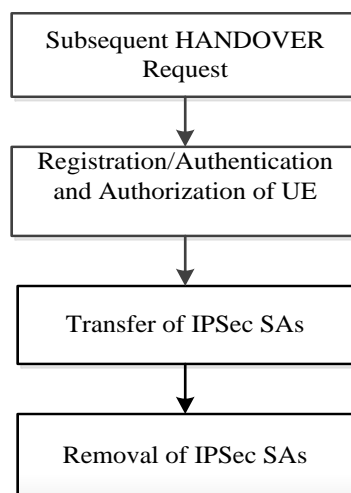 Subsequent HANDOVER
Request
Registration/Authentication
and Authorization of UE
Transfer of IPSec SAs
Removal of IPSec SAs